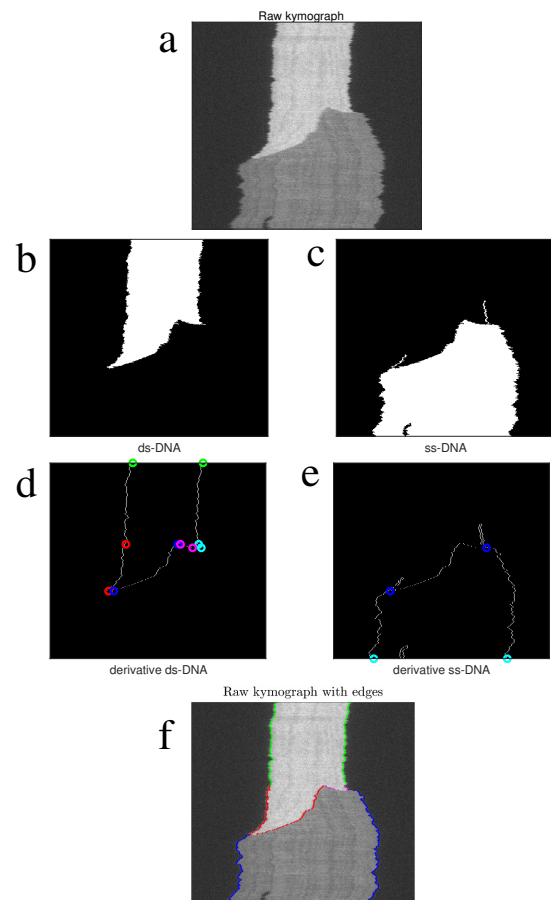 Raw kymograph
a
b
c
ds-DNA
ss-DNA
d
e
derivative ds-DNA
derivative ss-DNA
Raw kymograph with edges
f